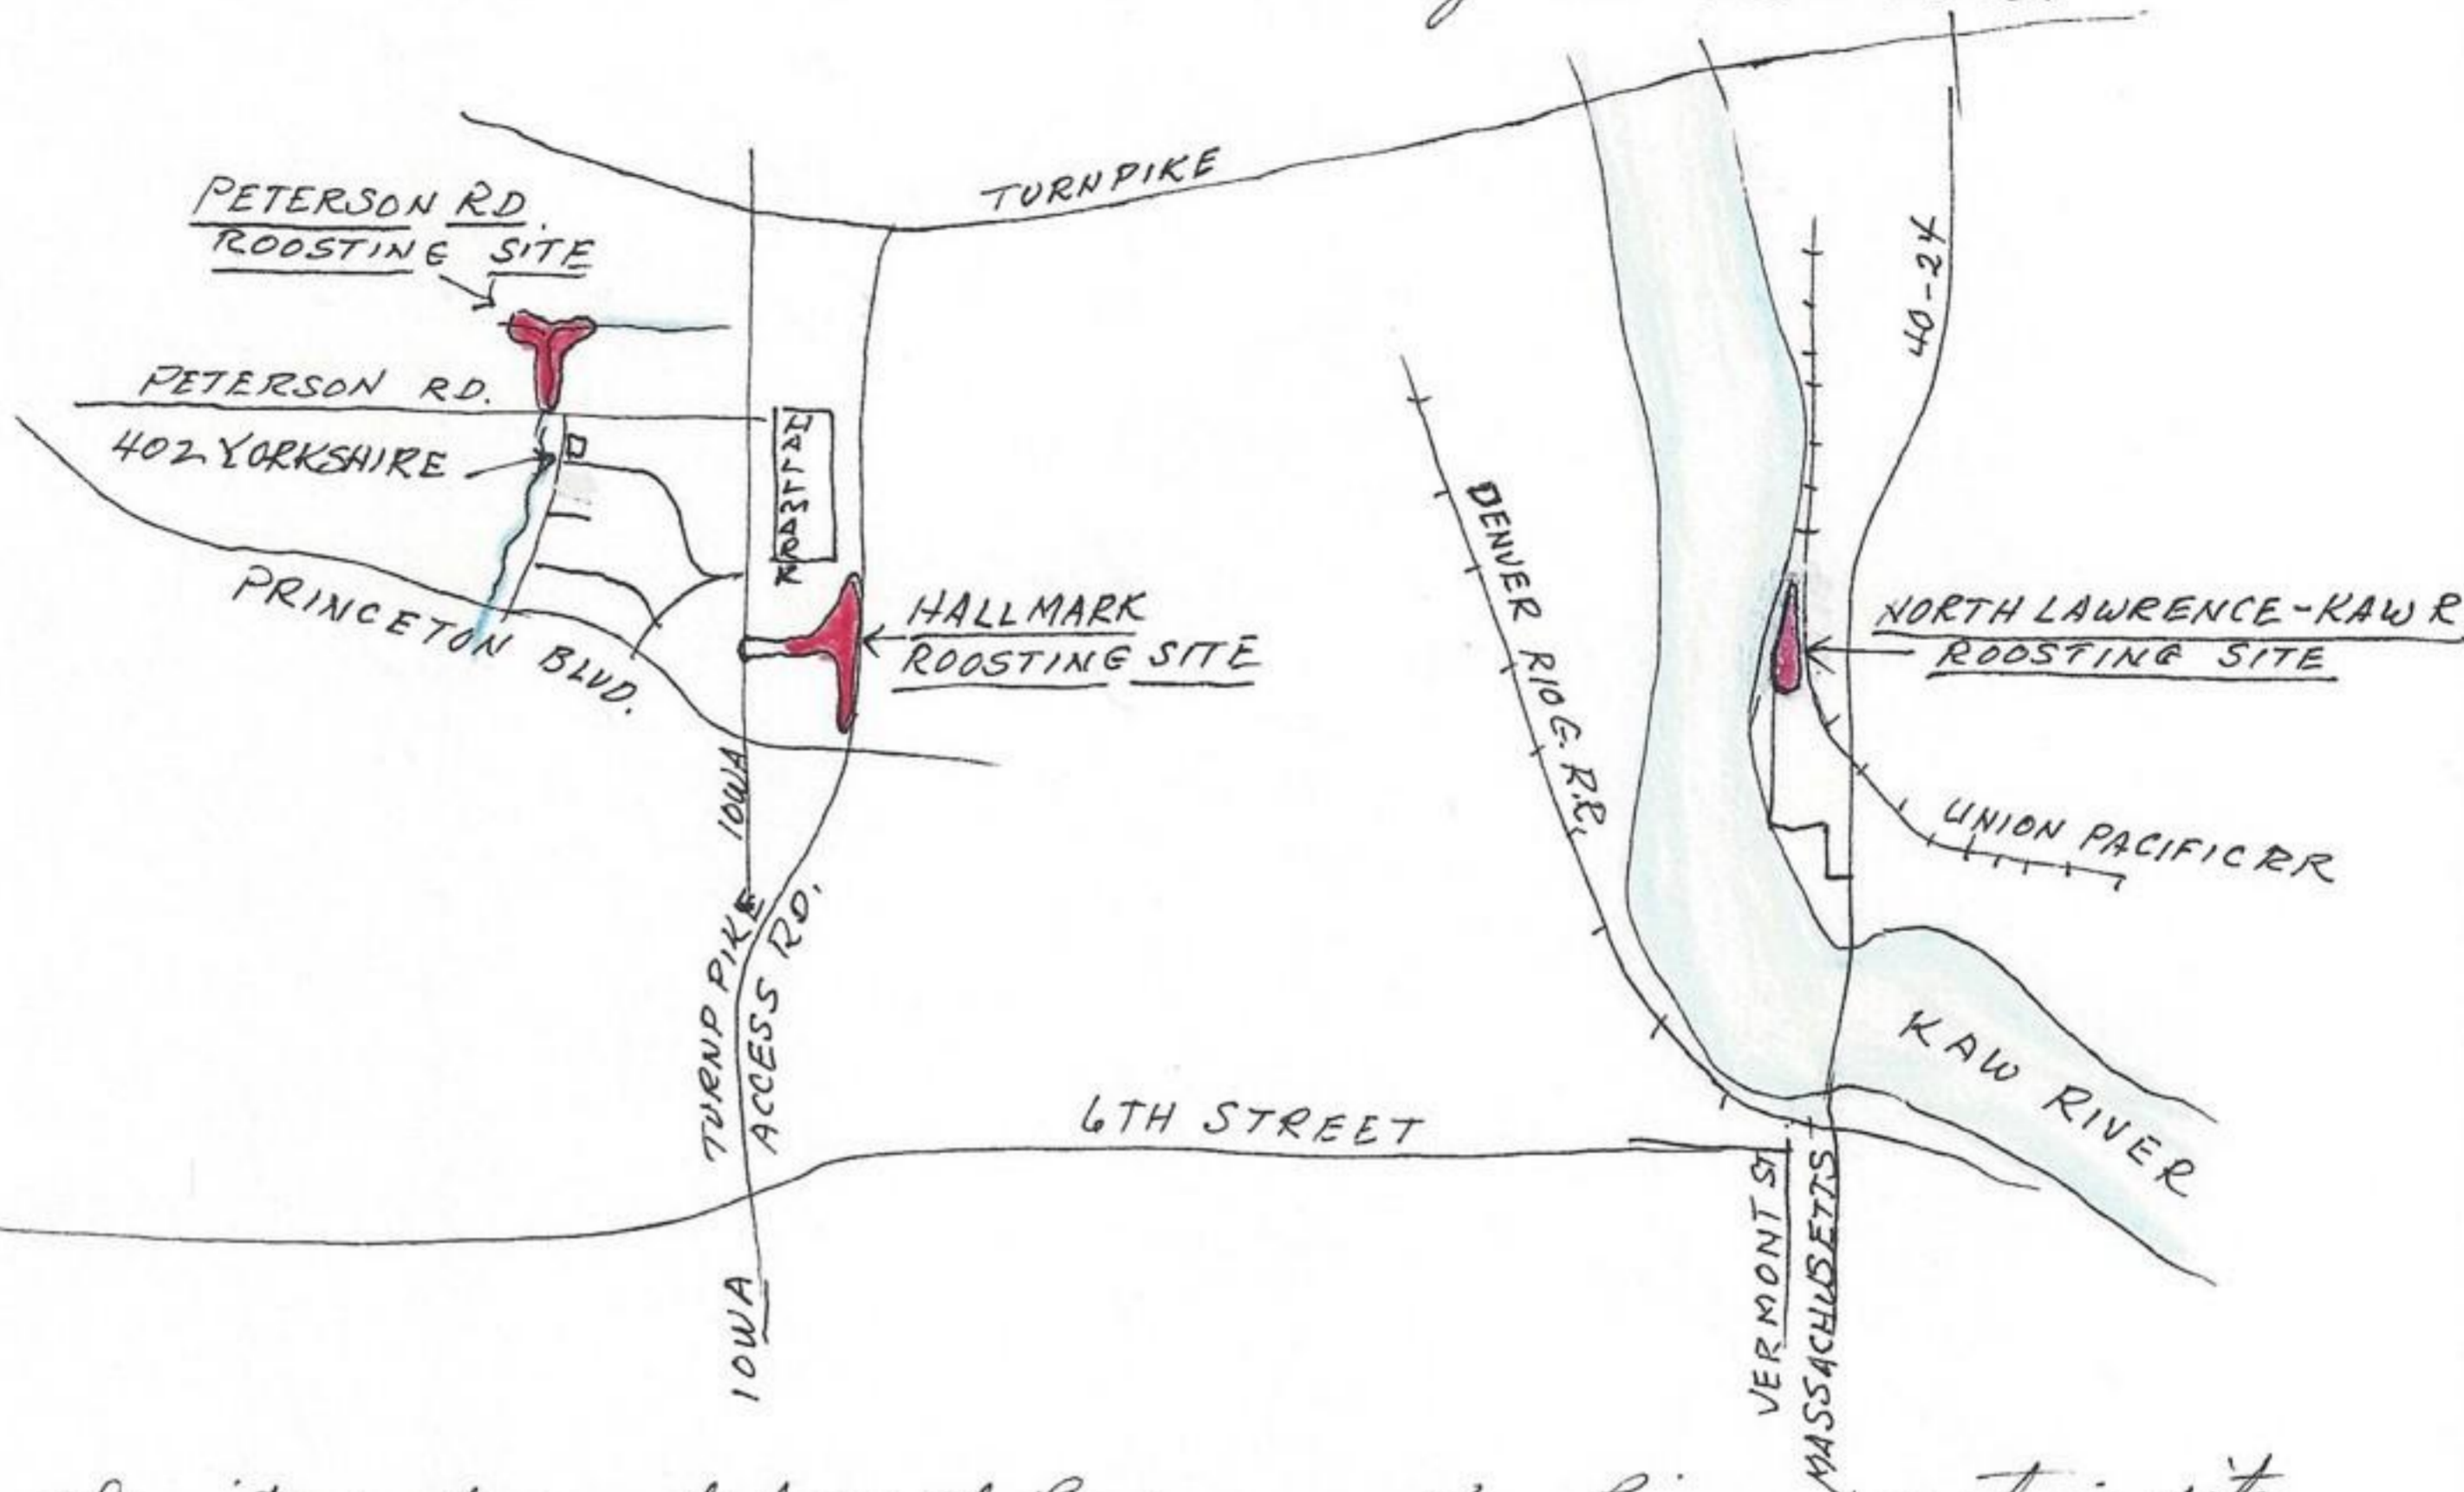 TURNPIKE
PETERSON RD.
ROOSTING SITE
40-24
PETERSON RD.
402 YORKSHIRE
HALLMARK
DENVER RIO G. R.R.
PRINCETON BLVD.
HALLMARK
ROOSTING SITE
NORTH LAWRENCE-KAW R
ROOSTING SITE
IOWA
UNION PACIFIC RR
TURNPIKE
ACCESS RD.
KAW RIVER
6TH STREET
IOWA
VERMONT ST
MASSACHUSETTS